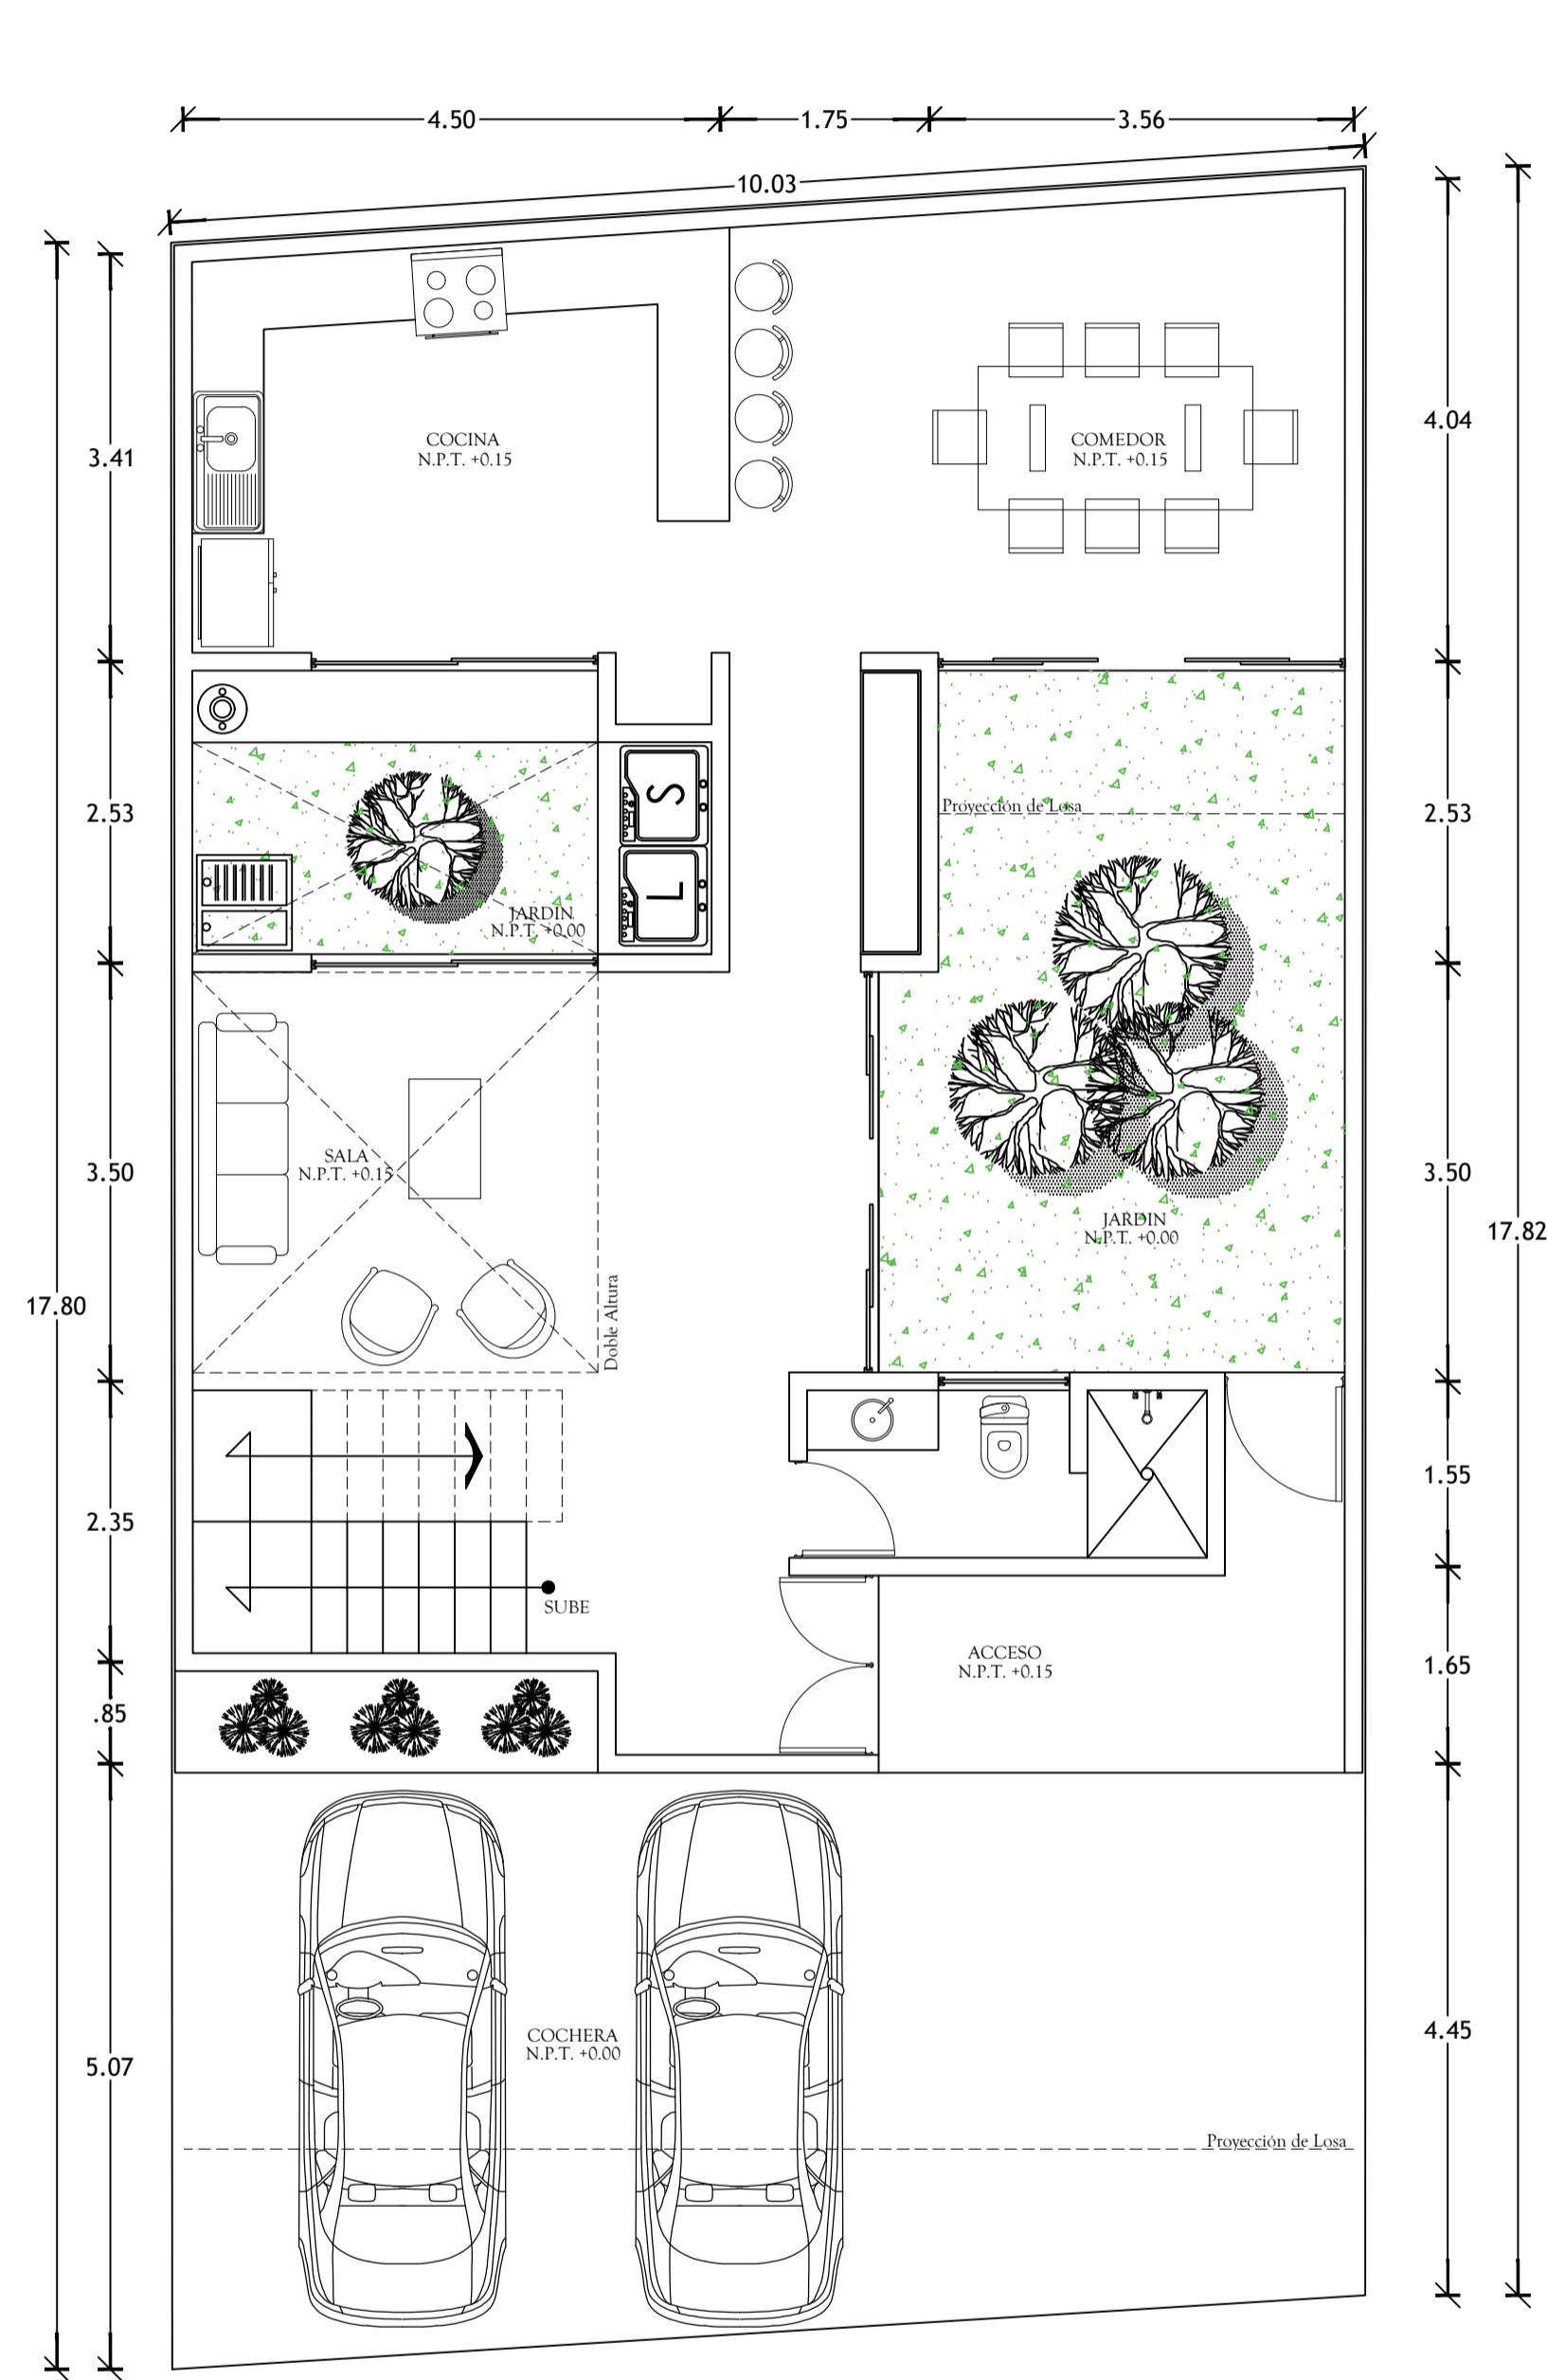 4.50
1.75
3.56
10.03
COCINA
N.P.T. +0.15
COMEDOR
N.P.T. +0.15
3.41
4.04
Proyección de Losa
S
L
JARDIN
N.P.T. +0.00
2.53
2.53
SALA
N.P.T. +0.15
JARDIN
N.P.T. +0.00
3.50
3.50
17.80
17.82
Doble Altura
SUBE
2.35
1.55
ACCESO
N.P.T. +0.15
.85
1.65
COCHERA
N.P.T. +0.00
5.07
4.45
Proyección de Losa